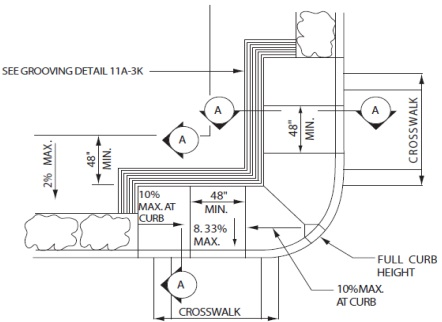 SEE GROOVING DETAIL 11A-3K
A
A
A
48"
MIN.
CROSSWALK
2% MAX.
48"
MIN.
10%
MAX. AT
CURB
48"
MIN.
8.33%
MAX.
FULL CURB
HEIGHT
10%MAX.
AT CURB
A
CROSSWALK